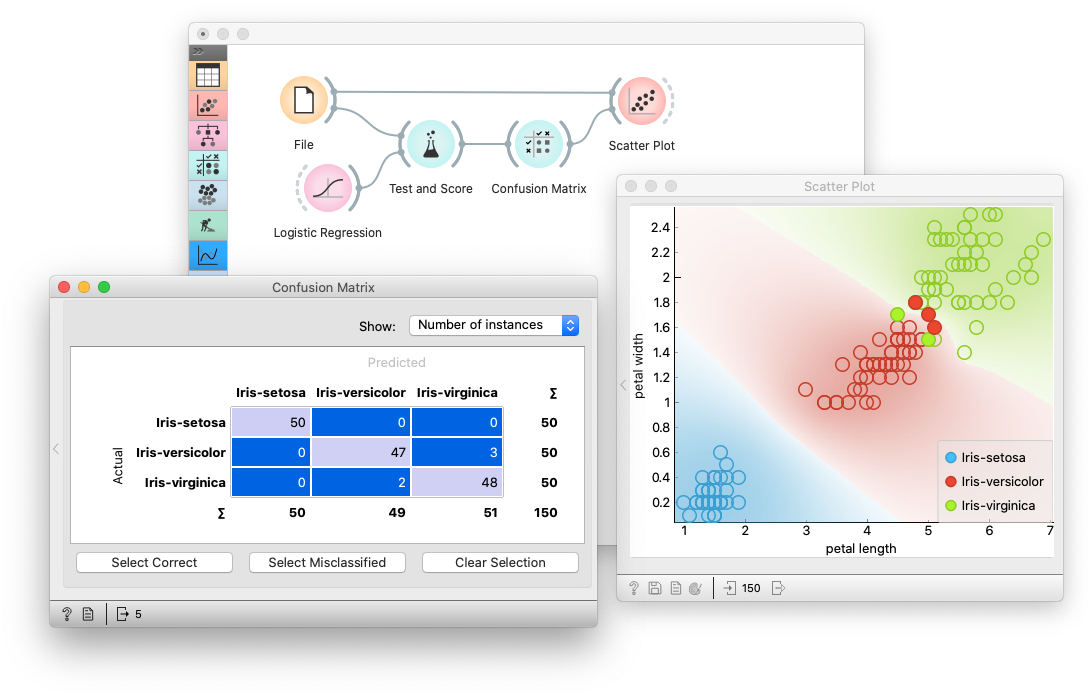 File
Scatter Plot
Test and Score
Confusion Matrix
Logistic Regression
Confusion Matrix
Show: Number of instances
Predicted
Iris-setosa Iris-versicolor Iris-virginica Σ
Iris-setosa 50 0 0 50
Actual
Iris-versicolor 0 47 3 50
Iris-virginica 0 2 48 50
Σ 50 49 51 150
Select Correct Select Misclassified Clear Selection
? 5
Scatter Plot
petal width
2.4
2.2
2
1.8
1.6
1.4
1.2
1
0.8
0.6
0.4
0.2
Iris-setosa
Iris-versicolor
Iris-virginica
1 2 3 4 5 6 7
petal length
? 150